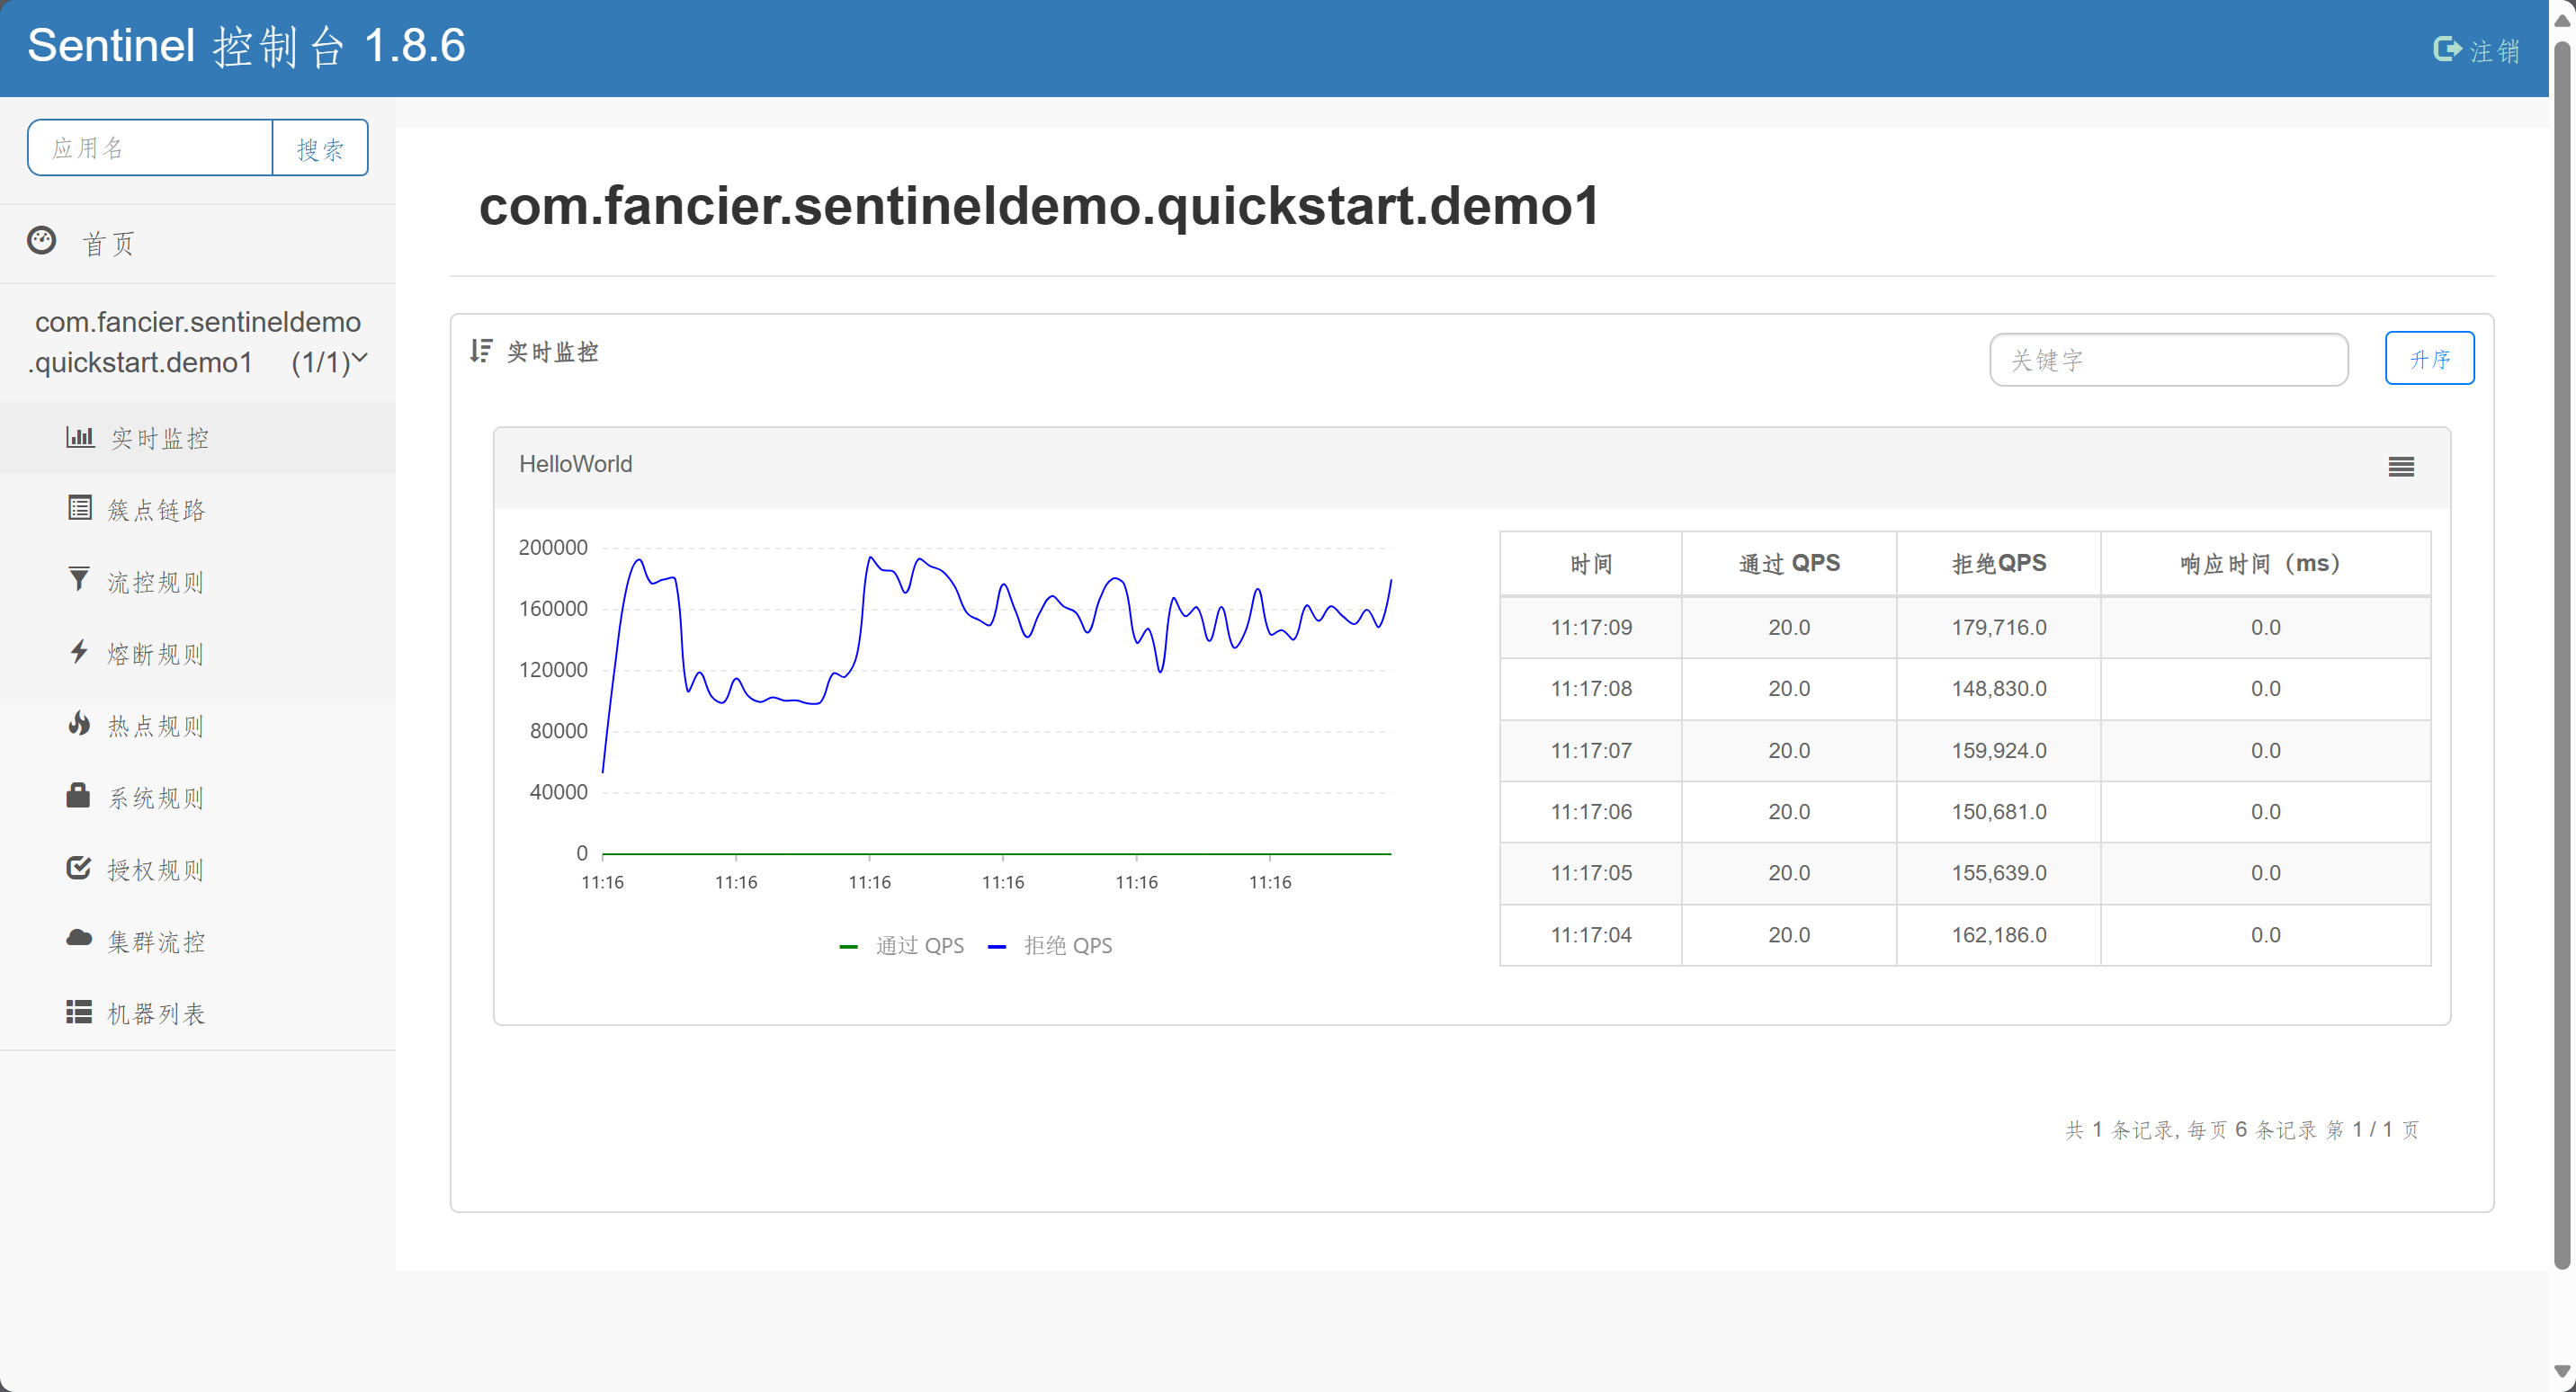 Sentinel 控制台 1.8.6
注销
应用名
搜索
首页
com.fancier.sentineldemo
.quickstart.demo1 (1/1)
实时监控
簇点链路
流控规则
熔断规则
热点规则
系统规则
授权规则
集群流控
机器列表
com.fancier.sentineldemo.quickstart.demo1
实时监控
关键字
升序
HelloWorld
200000
160000
120000
80000
40000
0
11:16 11:16 11:16 11:16 11:16 11:16
通过 QPS 拒绝 QPS
时间 通过 QPS 拒绝QPS 响应时间（ms）
11:17:09 20.0 179,716.0 0.0
11:17:08 20.0 148,830.0 0.0
11:17:07 20.0 159,924.0 0.0
11:17:06 20.0 150,681.0 0.0
11:17:05 20.0 155,639.0 0.0
11:17:04 20.0 162,186.0 0.0
共 1 条记录, 每页 6 条记录 第 1 / 1 页